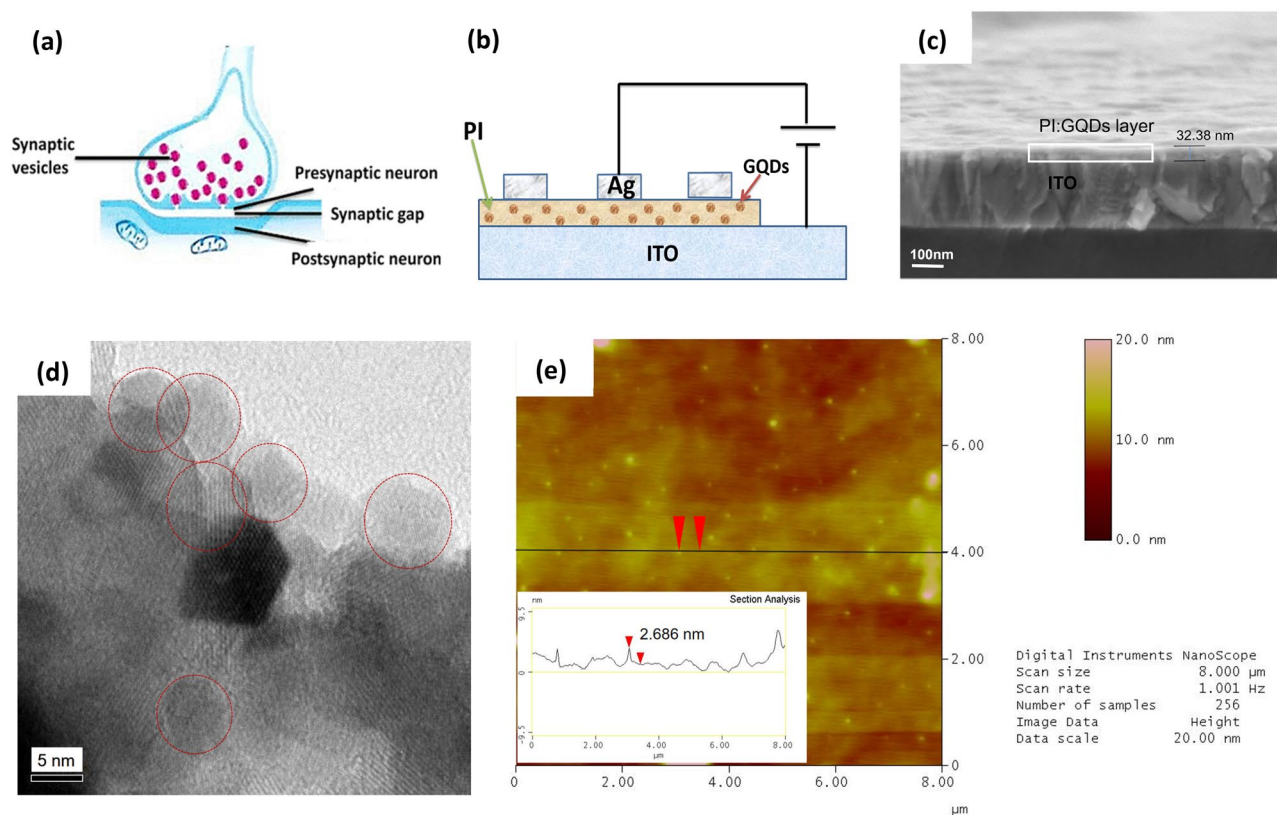 (a)
Synaptic
vesicles
Presynaptic neuron
Synaptic gap
Postsynaptic neuron
(b)
PI
Ag
GQDs
ITO
(c)
PI:GQDs layer
32.38 nm
ITO
100nm
(d)
5 nm
(e)
8.00
6.00
4.00
2.00
0
0
2.00
4.00
6.00
8.00
µm
nm
Section Analysis
9.5
0
-9.5
2.686 nm
0
2.00
4.00
6.00
8.00
µm
20.0 nm
10.0 nm
0.0 nm
Digital Instruments NanoScope
Scan size 8.000 µm
Scan rate 1.001 Hz
Number of samples 256
Image Data Height
Data scale 20.00 nm